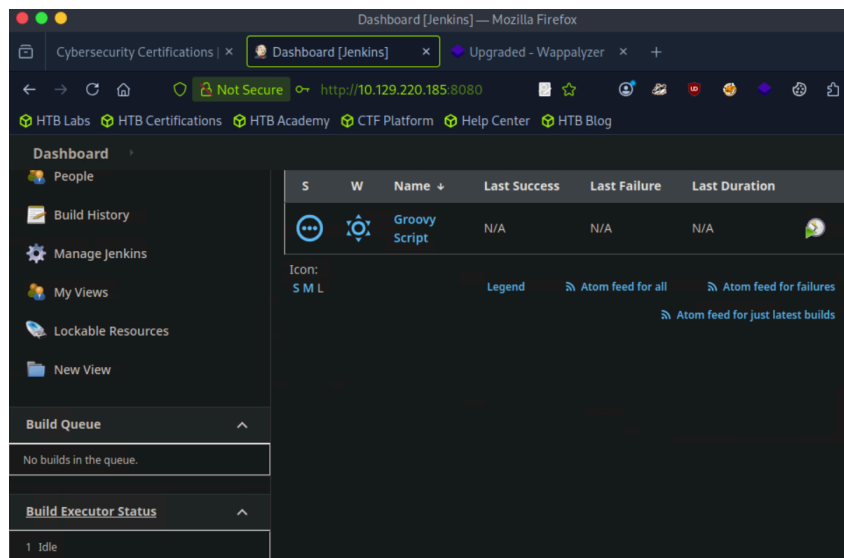 Dashboard [Jenkins] — Mozilla Firefox
Cybersecurity Certifications | × Dashboard [Jenkins] × Upgraded - Wappalyzer × +
Not Secure http://10.129.220.185:8080
HTB Labs HTB Certifications HTB Academy CTF Platform Help Center HTB Blog
Dashboard
People
Build History
Manage Jenkins
My Views
Lockable Resources
New View
Build Queue
No builds in the queue.
Build Executor Status
1 Idle
S W Name ↓ Last Success Last Failure Last Duration
Groovy
Script
N/A N/A N/A
Icon:
S M L
Legend Atom feed for all Atom feed for failures
Atom feed for just latest builds